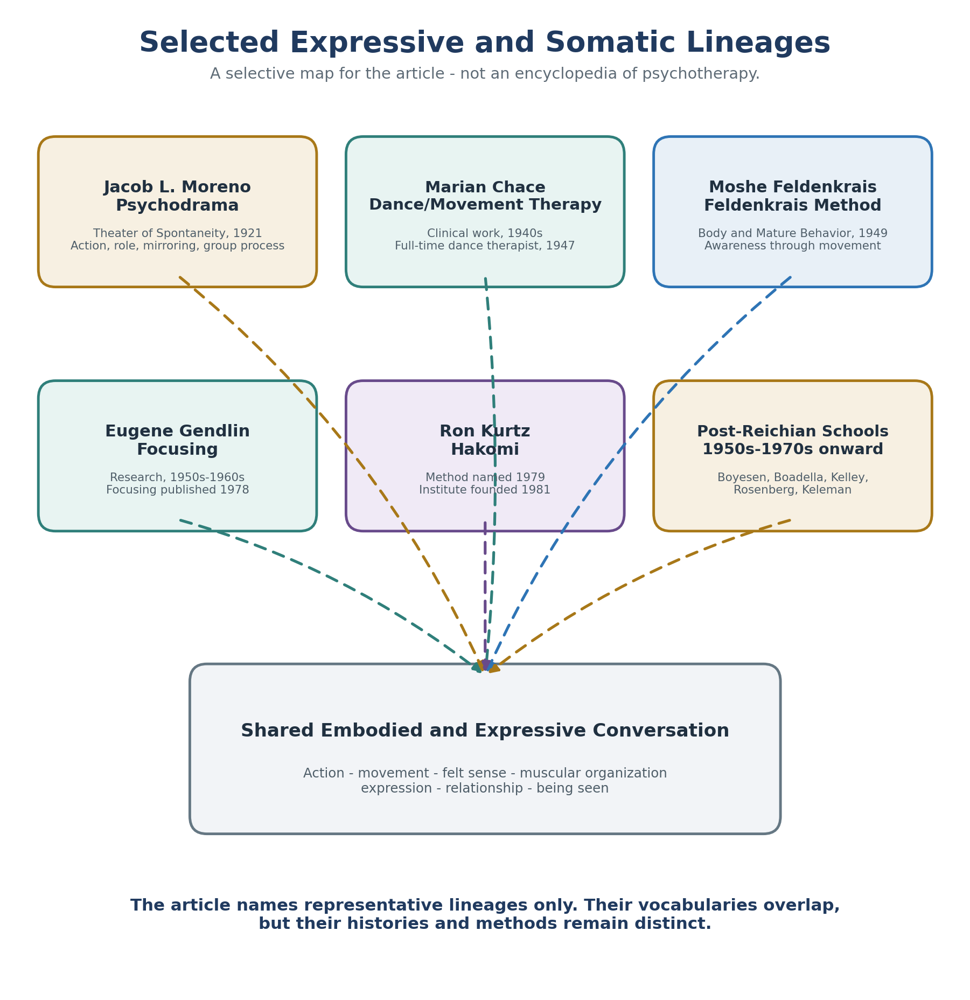 Selected Expressive and Somatic Lineages
A selective map for the article - not an encyclopedia of psychotherapy.
Jacob L. Moreno
Psychodrama
Theater of Spontaneity, 1921
Action, role, mirroring, group process
Marian Chace
Dance/Movement Therapy
Clinical work, 1940s
Full-time dance therapist, 1947
Moshe Feldenkrais
Feldenkrais Method
Body and Mature Behavior, 1949
Awareness through movement
Eugene Gendlin
Focusing
Research, 1950s-1960s
Focusing published 1978
Ron Kurtz
Hakomi
Method named 1979
Institute founded 1981
Post-Reichian Schools
1950s-1970s onward
Boyesen, Boadella, Kelley,
Rosenberg, Keleman
Shared Embodied and Expressive Conversation
Action - movement - felt sense - muscular organization
expression - relationship - being seen
The article names representative lineages only. Their vocabularies overlap,
but their histories and methods remain distinct.